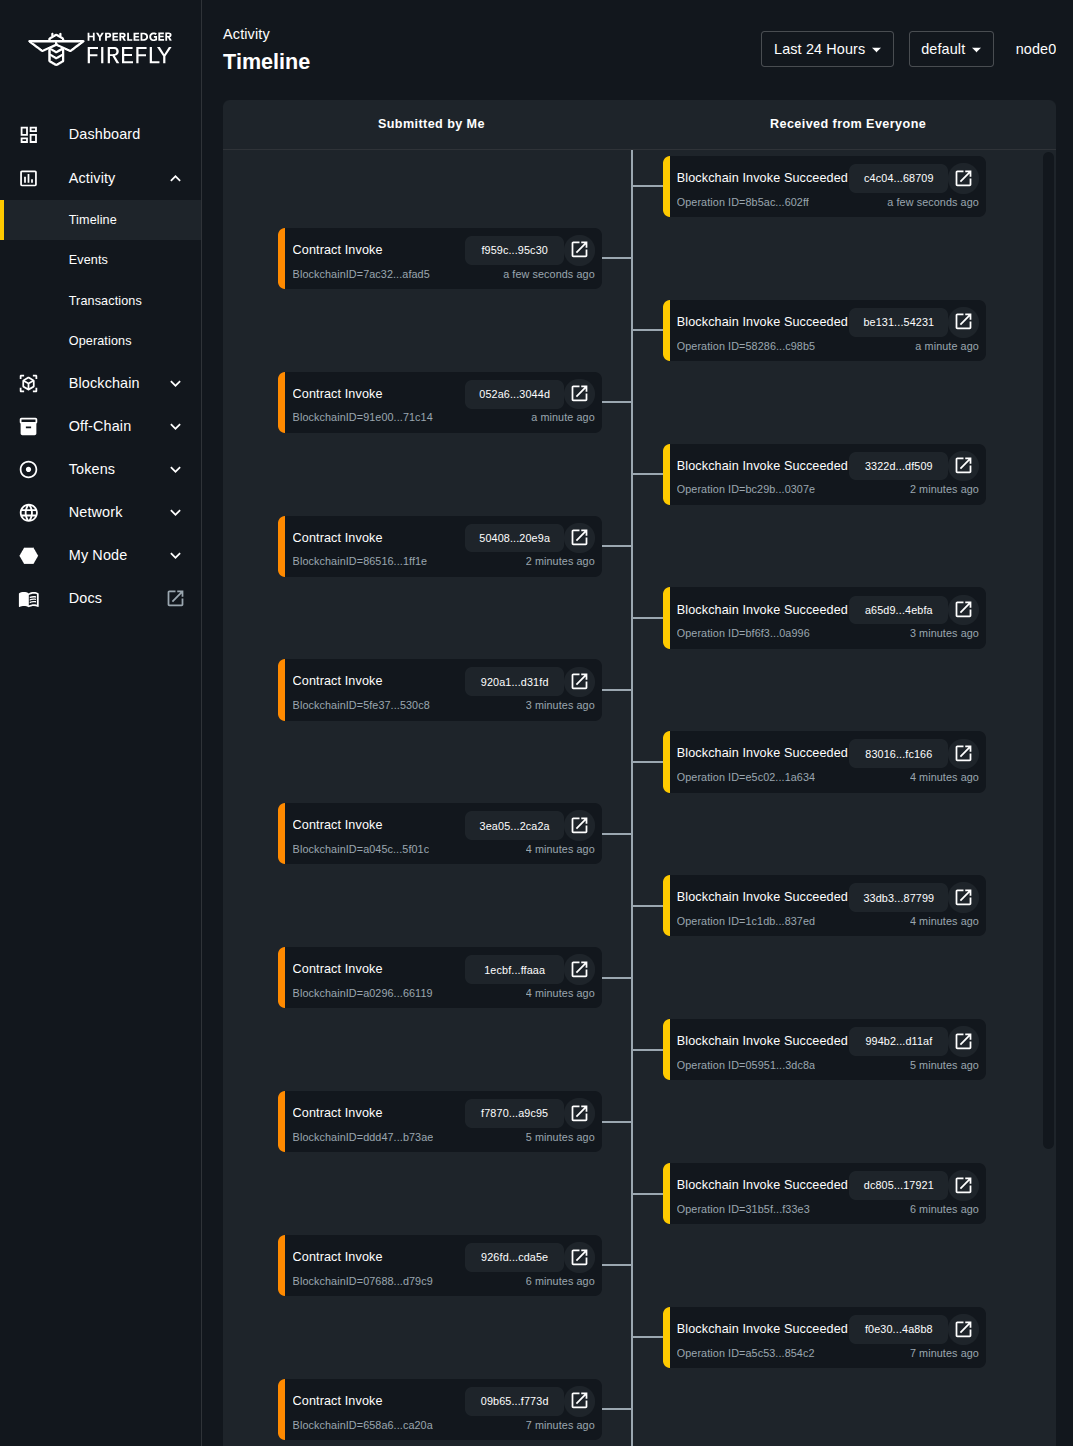 HYPERLEDGER
FIREFLY
Dashboard
Activity
Timeline
Events
Transactions
Operations
Blockchain
Off-Chain
Tokens
Network
My Node
Docs
Activity
Timeline
Last 24 Hours
default
node0
Submitted by Me
Received from Everyone
Blockchain Invoke Succeeded c4c04...68709
Operation ID=8b5ac...602ff a few seconds ago
Contract Invoke f959c...95c30
BlockchainID=7ac32...afad5 a few seconds ago
Blockchain Invoke Succeeded be131...54231
Operation ID=58286...c98b5 a minute ago
Contract Invoke 052a6...3044d
BlockchainID=91e00...71c14 a minute ago
Blockchain Invoke Succeeded 3322d...df509
Operation ID=bc29b...0307e 2 minutes ago
Contract Invoke 50408...20e9a
BlockchainID=86516...1ff1e 2 minutes ago
Blockchain Invoke Succeeded a65d9...4ebfa
Operation ID=bf6f3...0a996 3 minutes ago
Contract Invoke 920a1...d31fd
BlockchainID=5fe37...530c8 3 minutes ago
Blockchain Invoke Succeeded 83016...fc166
Operation ID=e5c02...1a634 4 minutes ago
Contract Invoke 3ea05...2ca2a
BlockchainID=a045c...5f01c 4 minutes ago
Blockchain Invoke Succeeded 33db3...87799
Operation ID=1c1db...837ed 4 minutes ago
Contract Invoke 1ecbf...ffaaa
BlockchainID=a0296...66119 4 minutes ago
Blockchain Invoke Succeeded 994b2...d11af
Operation ID=05951...3dc8a 5 minutes ago
Contract Invoke f7870...a9c95
BlockchainID=ddd47...b73ae 5 minutes ago
Blockchain Invoke Succeeded dc805...17921
Operation ID=31b5f...f33e3 6 minutes ago
Contract Invoke 926fd...cda5e
BlockchainID=07688...d79c9 6 minutes ago
Blockchain Invoke Succeeded f0e30...4a8b8
Operation ID=a5c53...854c2 7 minutes ago
Contract Invoke 09b65...f773d
BlockchainID=658a6...ca20a 7 minutes ago